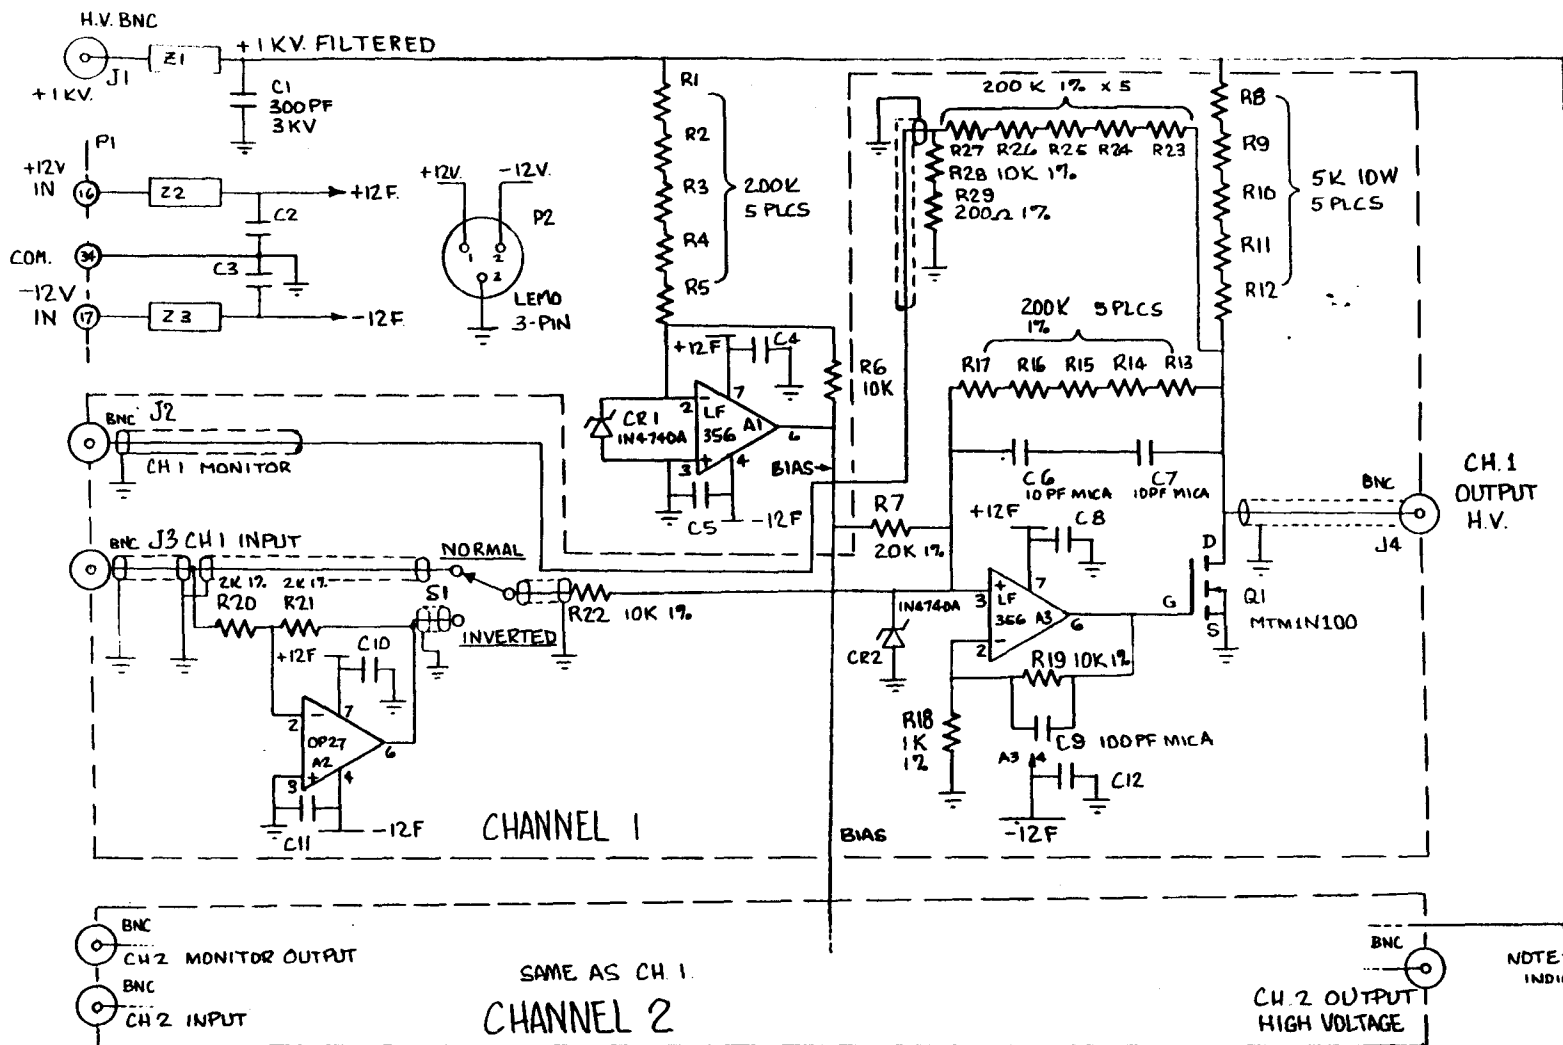 H.V. BNC
J1
+1KV.
Z1
+1KV. FILTERED
C1
300PF
3KV
P1
+12V
IN
16
Z2
+12F.
C2
COM.
34
C3
-12V
IN
17
Z3
-12F
+12V.
-12V.
P2
1
2
3
LEMO
3-PIN
R1
R2
R3
R4
R5
200K
5 PLCS
200K 1% x 5
R27
R26
R25
R24
R23
R28 10K 1%
R29
200Ω 1%
R8
R9
R10
R11
R12
5K 10W
5 PLCS
200K 5PLCS
1%
R17
R16
R15
R14
R13
+12F
C4
7
R6
10K
2
LF
356
A1
6
CR1
1N4740A
3
4
C5
-12F
BIAS
BNC
J2
CH 1 MONITOR
C6
10PF MICA
C7
10PF MICA
BNC
CH.1
OUTPUT
H.V.
J4
R7
20K 1%
+12F
C8
BNC
J3 CH1 INPUT
NORMAL
2K 1%
R20
2K 1%
R21
S1
INVERTED
R22 10K 1%
1N4740A
CR2
3
LF
356
A3
7
6
2
G
D
S
Q1
MTM1N100
R19 10K 1%
R18
1K
1%
C9 100PF MICA
A3
4
C12
-12F
+12F
C10
2
7
OP27
A2
6
3
4
C11
-12F
CHANNEL 1
BIAS
BNC
CH2 MONITOR OUTPUT
BNC
CH2 INPUT
SAME AS CH. 1.
CHANNEL 2
BNC
CH.2 OUTPUT
HIGH VOLTAGE
NOTE
INDI